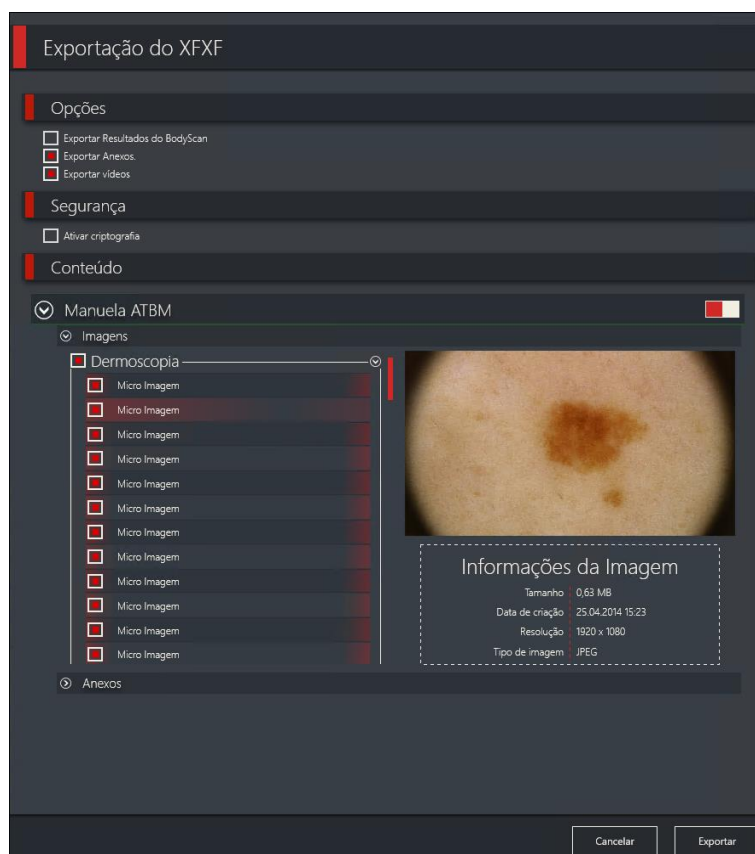 Exportação do XFXF
Opções
Exportar Resultados do BodyScan
Exportar Anexos.
Exportar vídeos
Segurança
Ativar criptografia
Conteúdo
Manuela ATBM
Imagens
Dermoscopia
Micro Imagem
Micro Imagem
Micro Imagem
Micro Imagem
Micro Imagem
Micro Imagem
Micro Imagem
Micro Imagem
Micro Imagem
Micro Imagem
Micro Imagem
Micro Imagem
Informações da Imagem
Tamanho 0,63 MB
Data de criação 25.04.2014 15:23
Resolução 1920 x 1080
Tipo de imagem JPEG
Anexos
Cancelar
Exportar